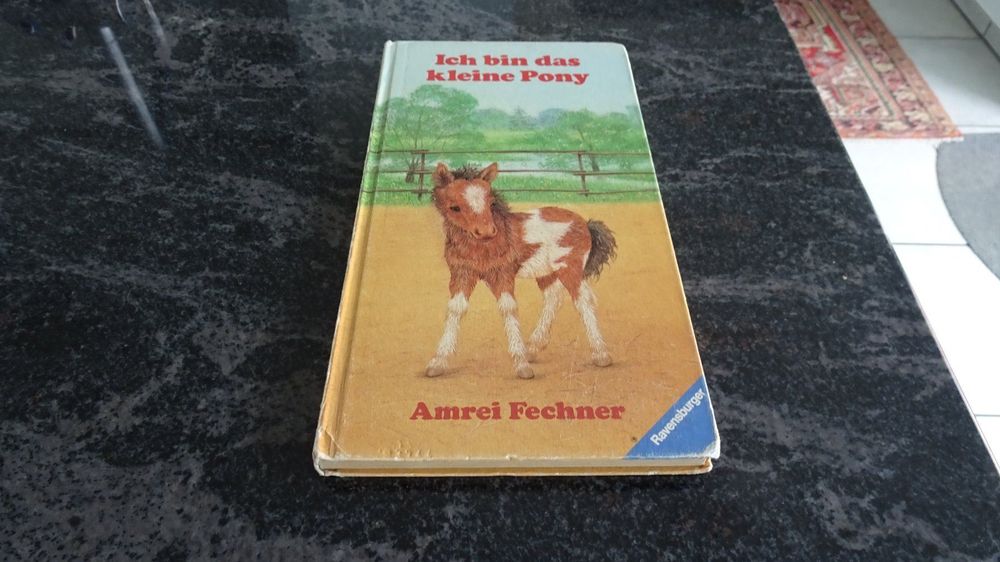 Ich bin das
kleine Pony
Amrei Fechner
Ravensburger